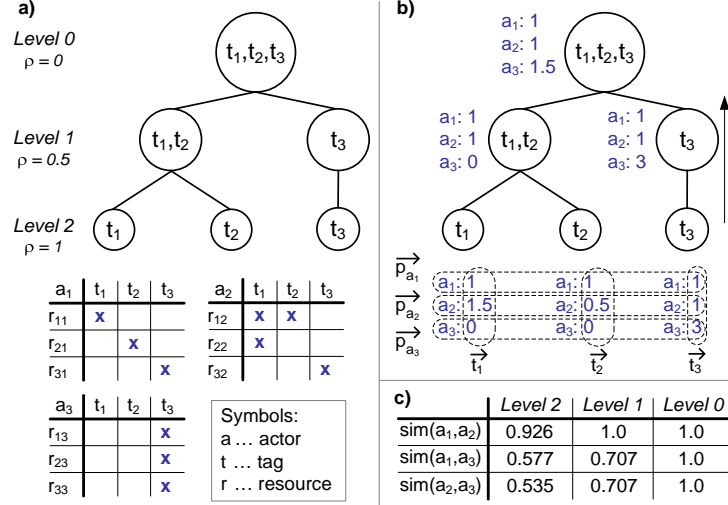 a)
Level 0
ρ = 0
t1,t2,t3
Level 1
ρ = 0.5
t1,t2
t3
Level 2
ρ = 1
t1
t2
t3
a1 t1 t2 t3
r11 x
r21 x
r31 x
a2 t1 t2 t3
r12 x x
r22 x
r32 x
a3 t1 t2 t3
r13 x
r23 x
r33 x
Symbols:
a ... actor
t ... tag
r ... resource
b)
a1: 1
a2: 1
a3: 1.5
t1,t2,t3
a1: 1
a2: 1
a3: 0
t1,t2
a1: 1
a2: 1
a3: 3
t3
t1
t2
t3
pa1
a1: 1 a1: 1 a1: 1
pa2
a2: 1.5 a2: 0.5 a2: 1
pa3
a3: 0 a3: 0 a3: 3
t1 t2 t3
c)
Level 2 Level 1 Level 0
sim(a1,a2) 0.926 1.0 1.0
sim(a1,a3) 0.577 0.707 1.0
sim(a2,a3) 0.535 0.707 1.0